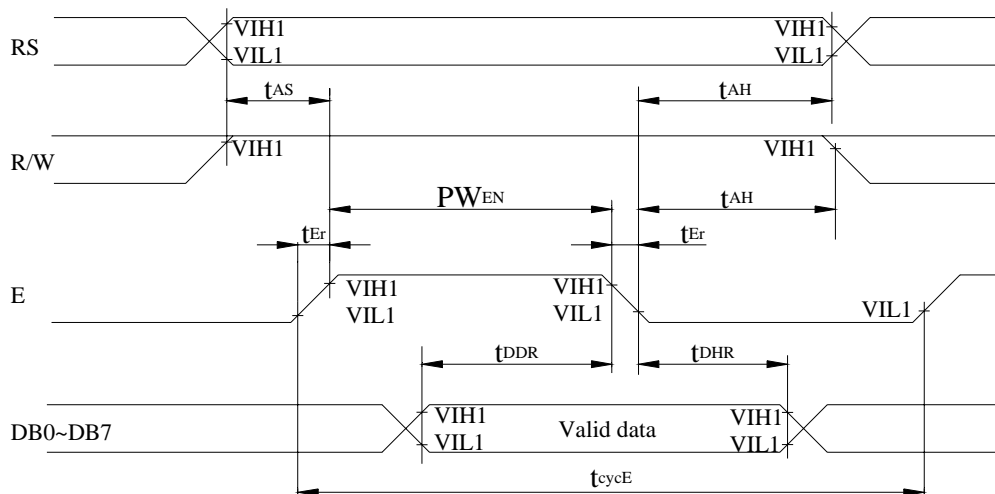 VIH1 VIH1
RS
VIL1 VIL1
tAS tAH
VIH1 VIH1
R/W
PWEN tAH
tEr tEr
E
VIH1 VIH1
VIL1 VIL1 VIL1
tDDR tDHR
VIH1 VIH1
DB0~DB7 Valid data
VIL1 VIL1
tcycE